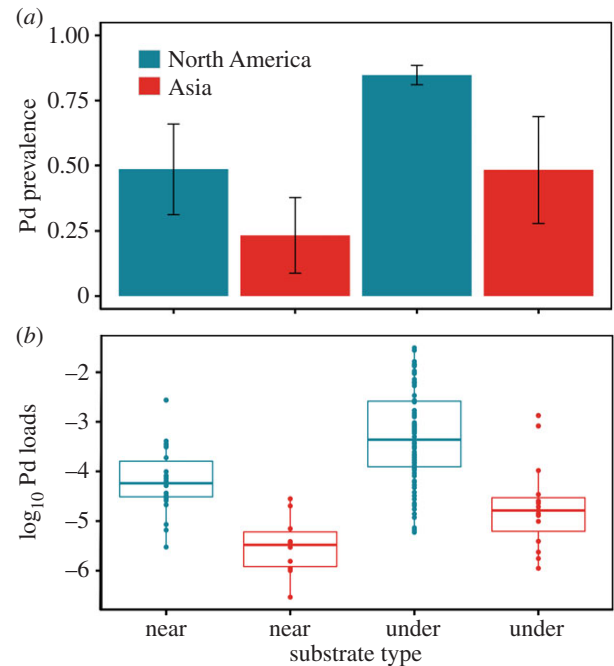 (a)
1.00
0.75
0.50
0.25
0
Pd prevalence
North America
Asia
(b)
−2
−3
−4
−5
−6
log10 Pd loads
near near under under
substrate type